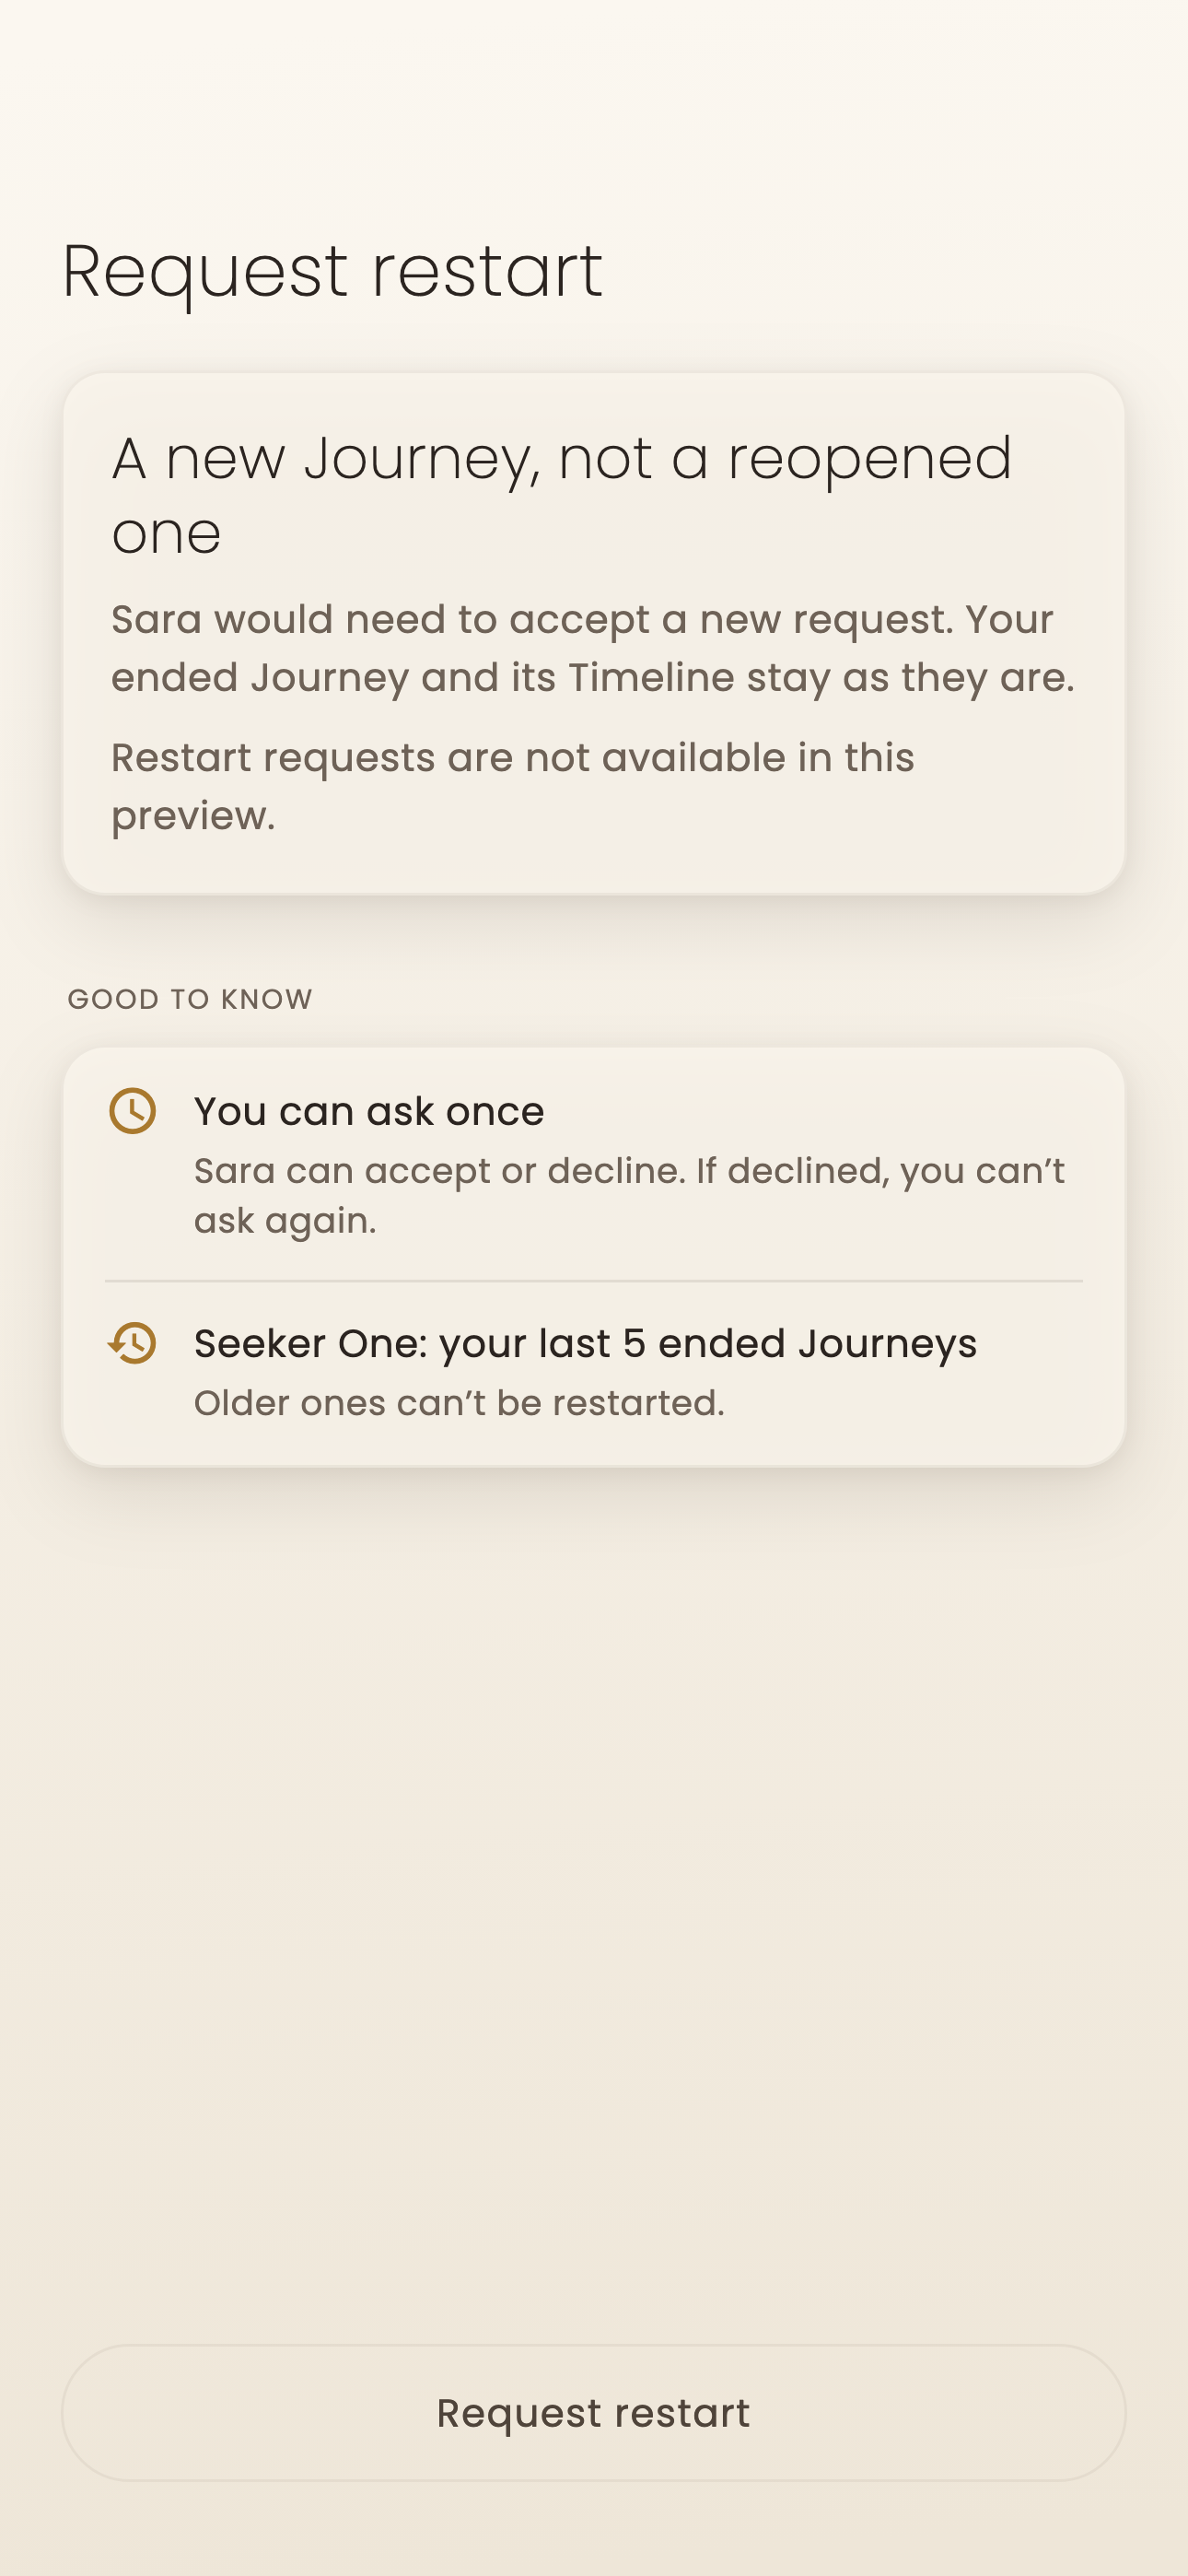 Request restart
A new Journey, not a reopened
one
Sara would need to accept a new request. Your
ended Journey and its Timeline stay as they are.
Restart requests are not available in this
preview.
GOOD TO KNOW
You can ask once
Sara can accept or decline. If declined, you can’t
ask again.
Seeker One: your last 5 ended Journeys
Older ones can’t be restarted.
Request restart